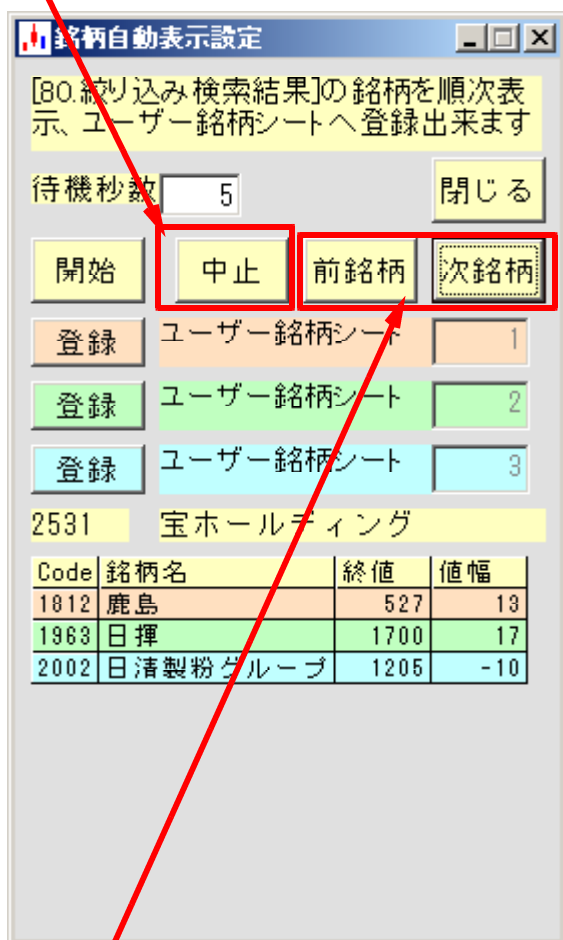 銘柄自動表示設定
[80.絞り込み検索結果]の銘柄を順次表
示、ユーザー銘柄シートへ登録出来ます
待機秒数 5 閉じる
開始 中止 前銘柄 次銘柄
登録 ユーザー銘柄シート 1
登録 ユーザー銘柄シート 2
登録 ユーザー銘柄シート 3
2531 宝ホールディング
Code 銘柄名 終値 値幅
1812 鹿島 527 13
1963 日揮 1700 17
2002 日清製粉グループ 1205 -10